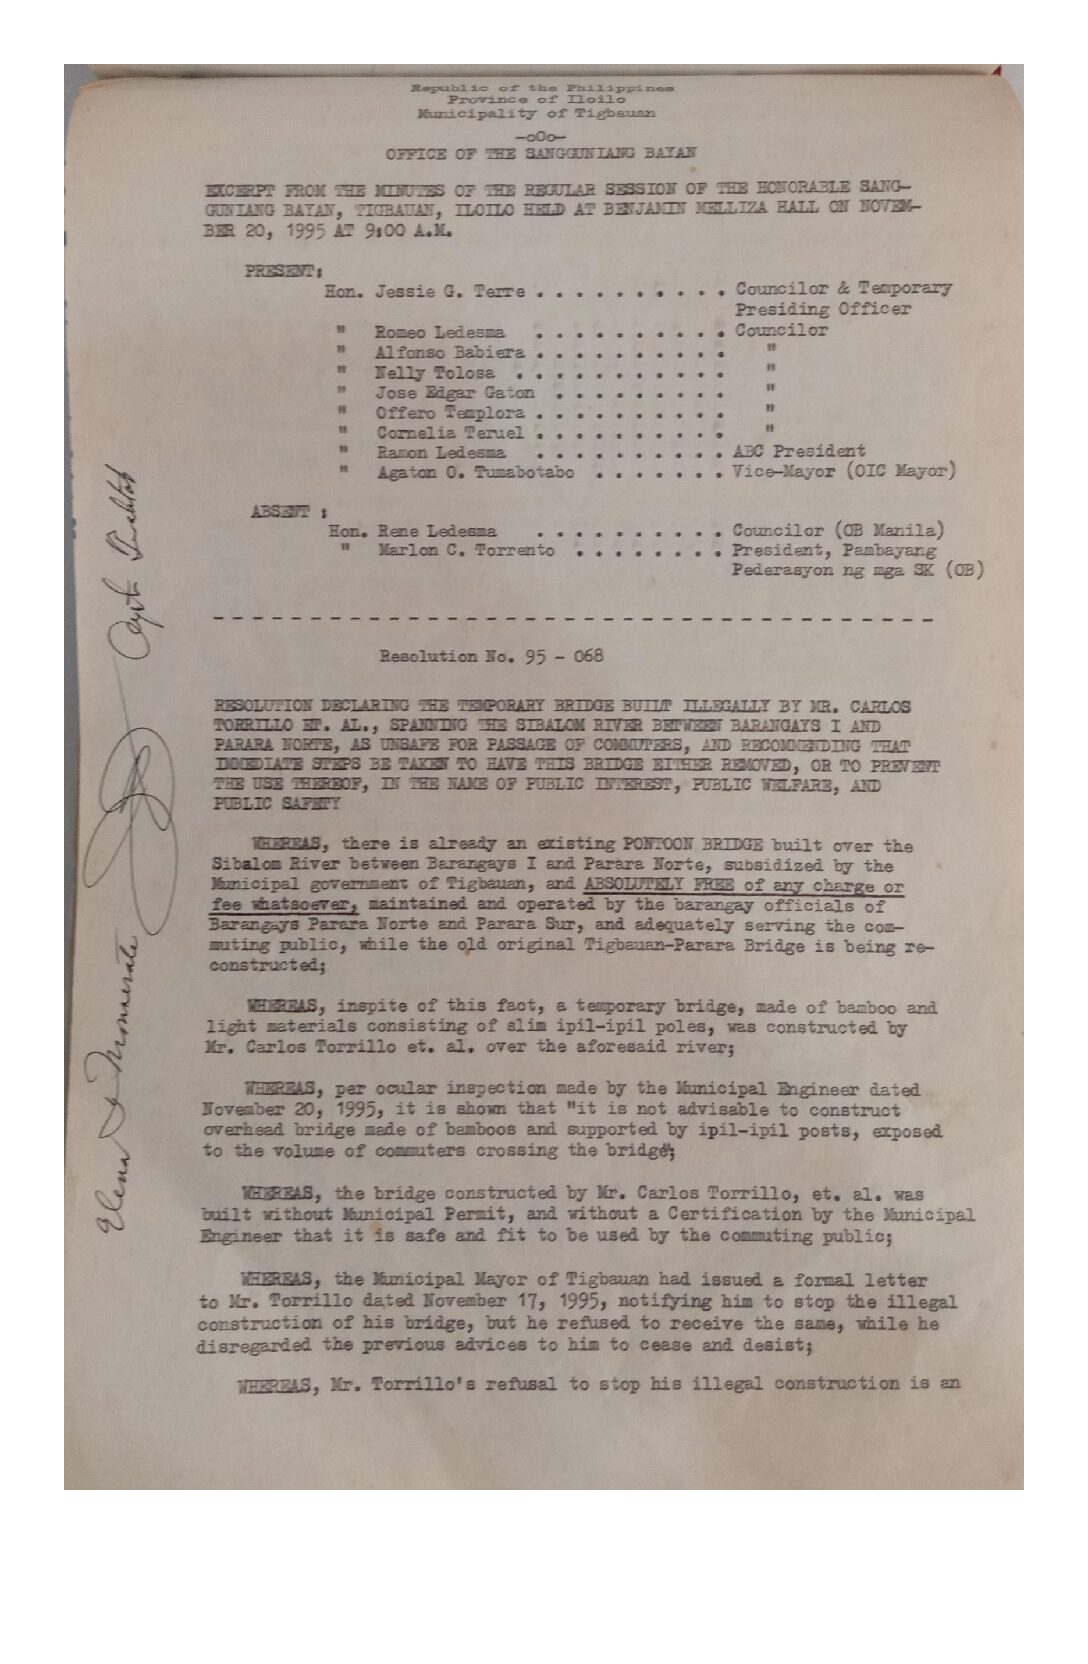 Republic of the Philippines
Province of Iloilo
Municipality of Tigbauan
-oOo-
OFFICE OF THE SANGGUNIANG BAYAN
EXCERPT FROM THE MINUTES OF THE REGULAR SESSION OF THE HONORABLE SANG-
GUNIANG BAYAN, TIGBAUAN, ILOILO HELD AT BENJAMIN MELLIZA HALL ON NOVEM-
BER 20, 1995 AT 9:00 A.M.
PRESENT:
Hon. Jessie G. Terre . . . . . . . . . . Councilor & Temporary
Presiding Officer
" Romeo Ledesma . . . . . . . . . . Councilor
" Alfonso Babiera . . . . . . . . . . "
" Nelly Tolosa . . . . . . . . . . . "
" Jose Edgar Gaton . . . . . . . . . "
" Offero Templora . . . . . . . . . . "
" Cornelia Teruel . . . . . . . . . . "
" Ramon Ledesma . . . . . . . . . . ABC President
" Agaton O. Tumabotabo . . . . . . . Vice-Mayor (OIC Mayor)
ABSENT :
Hon. Rene Ledesma . . . . . . . . . . Councilor (OB Manila)
" Marlon C. Torrento . . . . . . . . President, Pambayang
Pederasyon ng mga SK (OB)
- - - - - - - - - - - - - - - - - - - - - - - - - - - - - - - - - - - - -
Resolution No. 95 - 068
RESOLUTION DECLARING THE TEMPORARY BRIDGE BUILT ILLEGALLY BY MR. CARLOS
TORRILLO ET. AL., SPANNING THE SIBALOM RIVER BETWEEN BARANGAYS I AND
PARARA NORTE, AS UNSAFE FOR PASSAGE OF COMMUTERS, AND RECOMMENDING THAT
IMMEDIATE STEPS BE TAKEN TO HAVE THIS BRIDGE EITHER REMOVED, OR TO PREVENT
THE USE THEREOF, IN THE NAME OF PUBLIC INTEREST, PUBLIC WELFARE, AND
PUBLIC SAFETY
WHEREAS, there is already an existing PONTOON BRIDGE built over the
Sibalom River between Barangays I and Parara Norte, subsidized by the
Municipal government of Tigbauan, and ABSOLUTELY FREE of any charge or
fee whatsoever, maintained and operated by the barangay officials of
Barangays Parara Norte and Parara Sur, and adequately serving the com-
muting public, while the old original Tigbauan-Parara Bridge is being re-
constructed;
WHEREAS, inspite of this fact, a temporary bridge, made of bamboo and
light materials consisting of slim ipil-ipil poles, was constructed by
Mr. Carlos Torrillo et. al. over the aforesaid river;
WHEREAS, per ocular inspection made by the Municipal Engineer dated
November 20, 1995, it is shown that "it is not advisable to construct
overhead bridge made of bamboos and supported by ipil-ipil posts, exposed
to the volume of commuters crossing the bridge";
WHEREAS, the bridge constructed by Mr. Carlos Torrillo, et. al. was
built without Municipal Permit, and without a Certification by the Municipal
Engineer that it is safe and fit to be used by the commuting public;
WHEREAS, the Municipal Mayor of Tigbauan had issued a formal letter
to Mr. Torrillo dated November 17, 1995, notifying him to stop the illegal
construction of his bridge, but he refused to receive the same, while he
disregarded the previous advices to him to cease and desist;
WHEREAS, Mr. Torrillo's refusal to stop his illegal construction is an
Elena